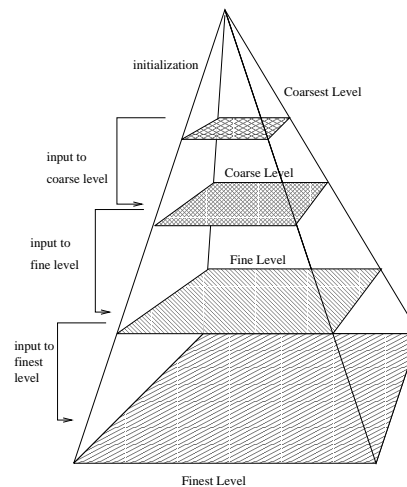 initialization
Coarsest Level
input to
coarse level
Coarse Level
input to
fine level
Fine Level
input to
finest
level
Finest Level